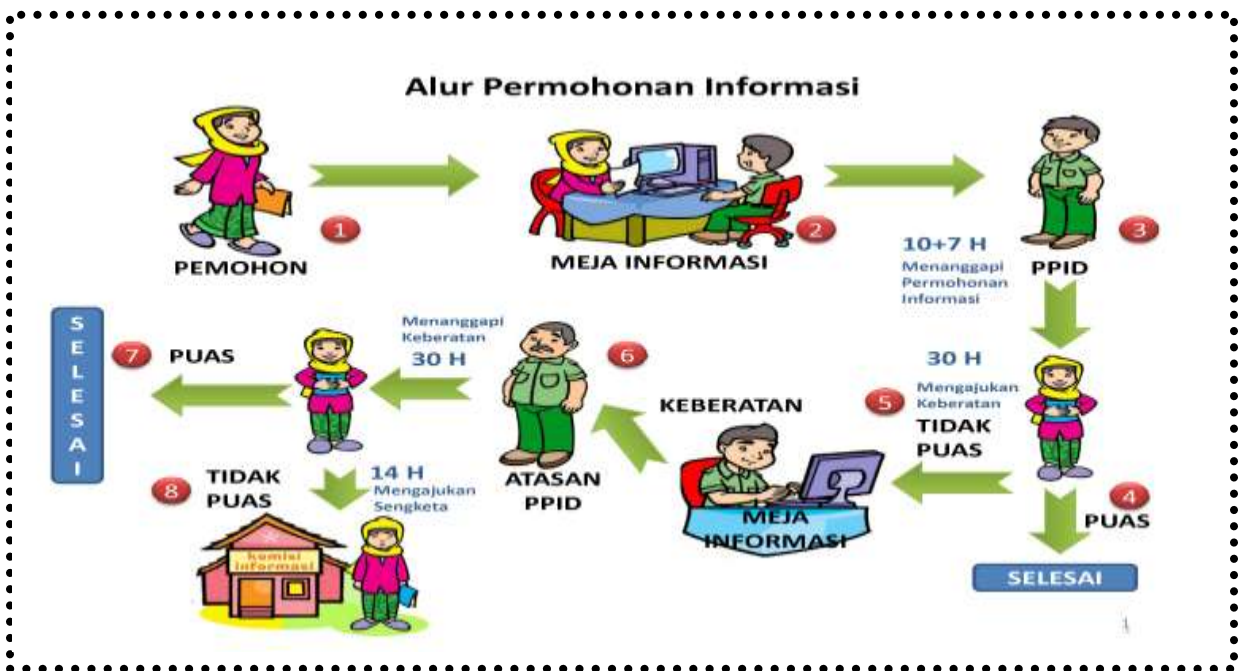 Alur Permohonan Informasi
1
PEMOHON
2
MEJA INFORMASI
3
PPID
10+7 H
Menanggapi
Permohonan
Informasi
30 H
Mengajukan
Keberatan
5
TIDAK
PUAS
4
PUAS
SELESAI
KEBERATAN
MEJA
INFORMASI
6
ATASAN
PPID
Menanggapi
Keberatan
30 H
7
PUAS
SELESAI
8
TIDAK
PUAS
14 H
Mengajukan
Sengketa
komisi
informasi
1